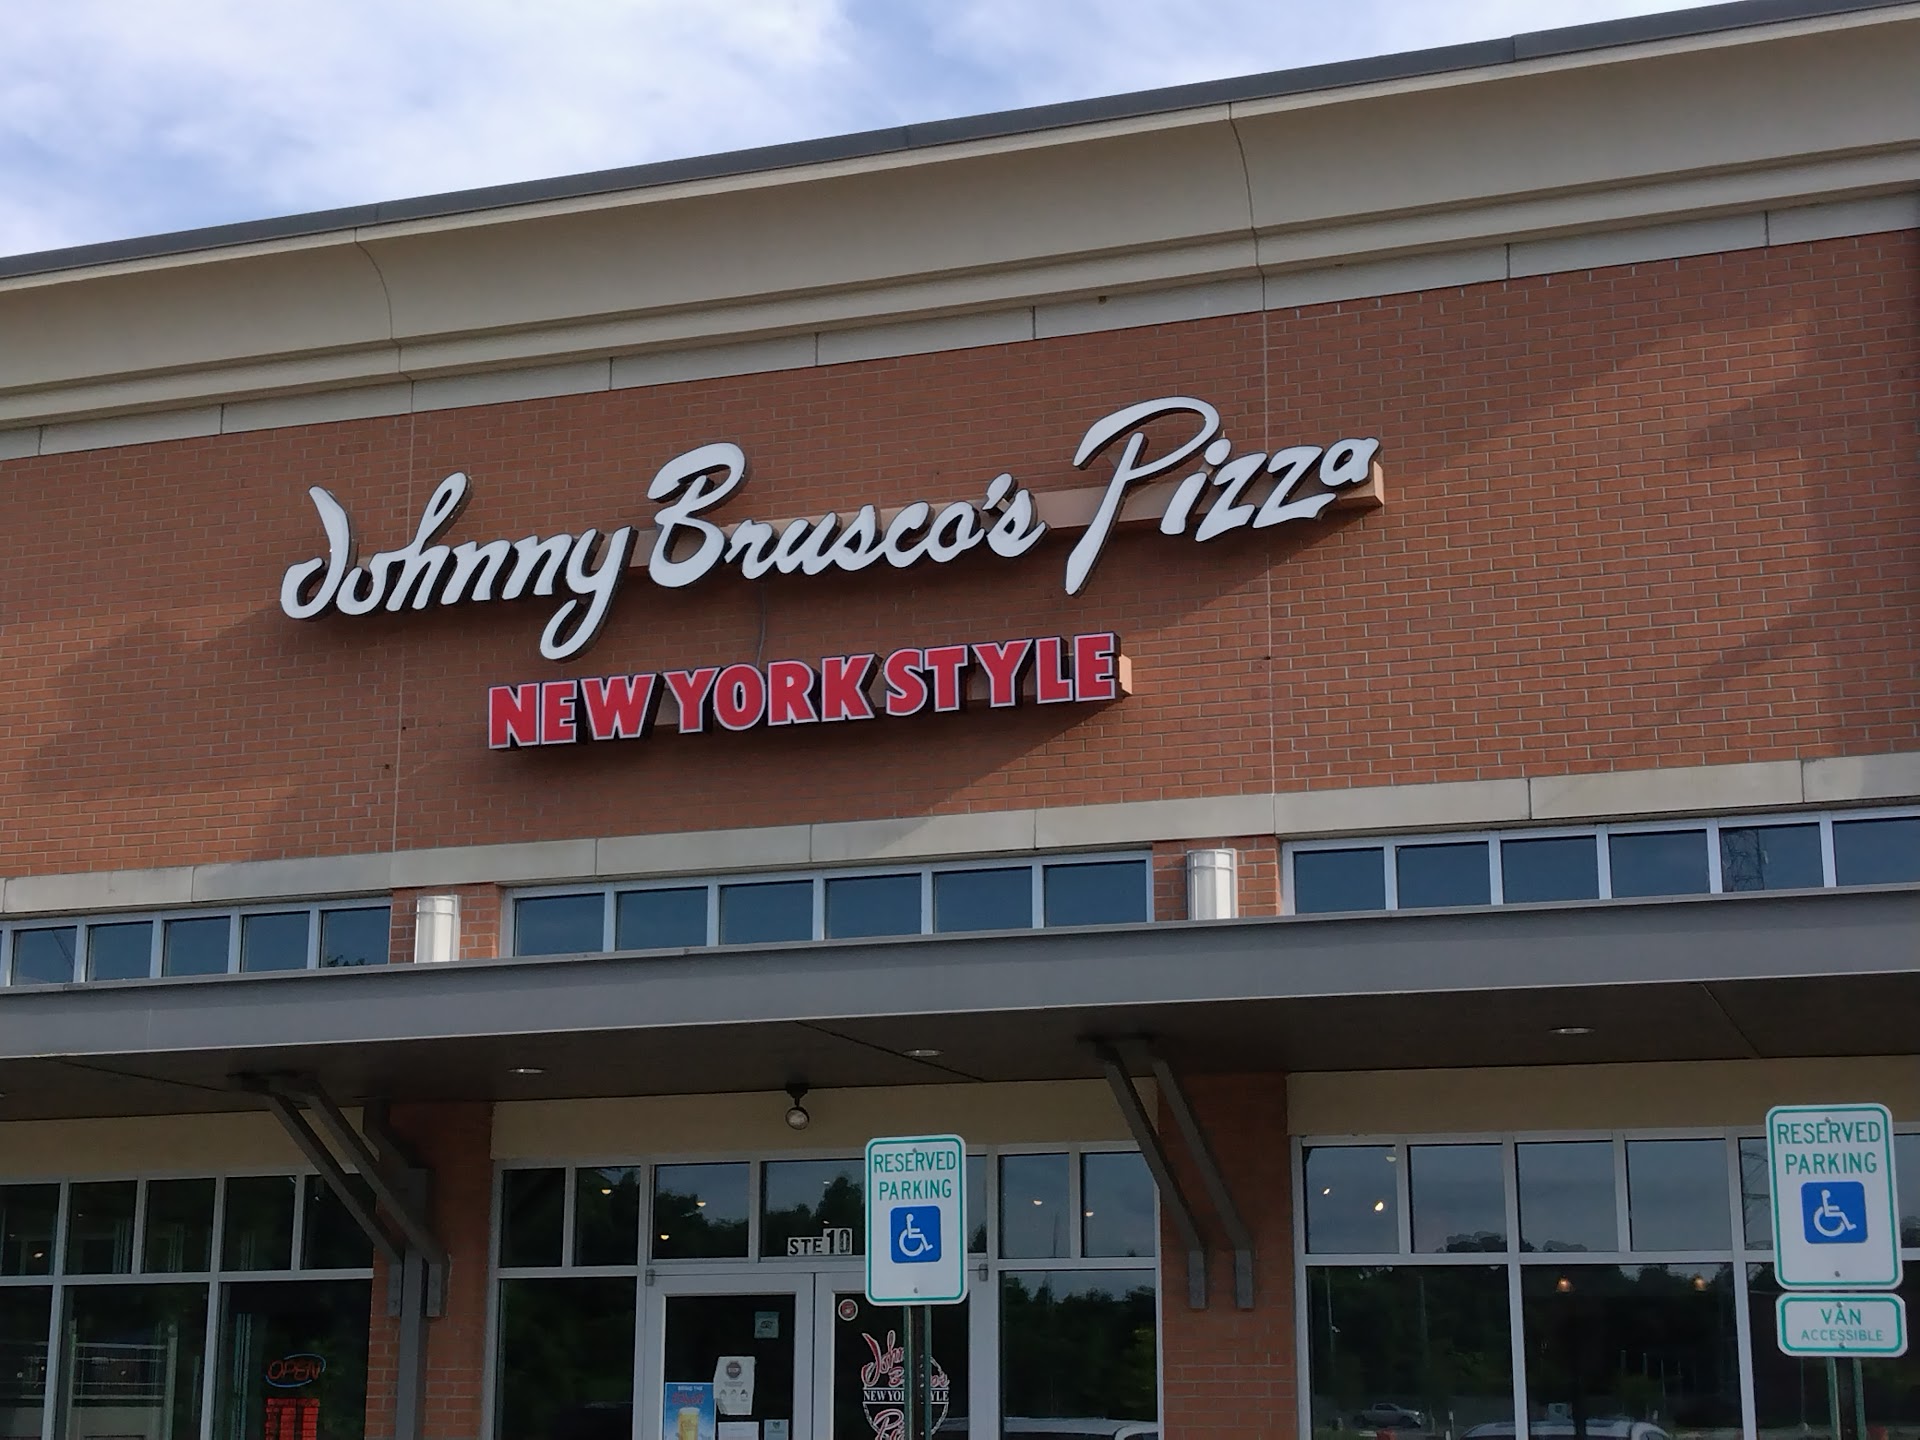 Johnny Brusco's Pizza
NEW YORK STYLE
RESERVED
PARKING
RESERVED
PARKING
VAN
ACCESSIBLE
STE 10
OPEN